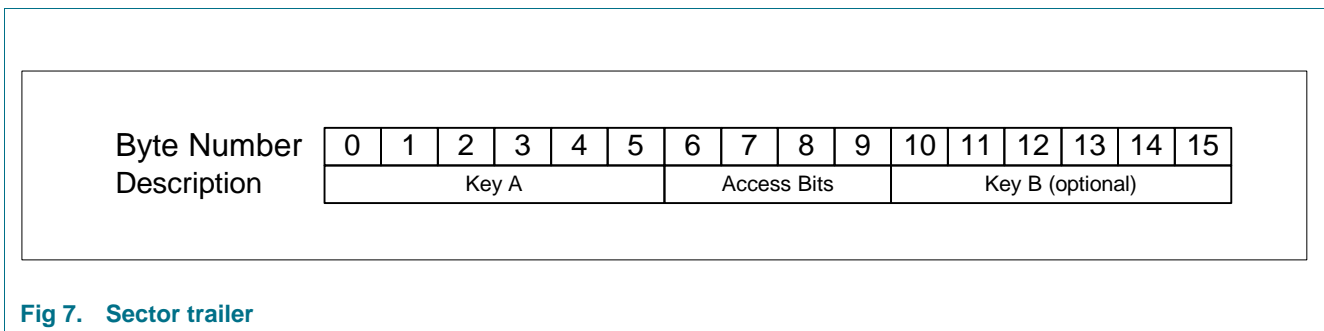 Byte Number 0 1 2 3 4 5 6 7 8 9 10 11 12 13 14 15
Description Key A Access Bits Key B (optional)
Fig 7. Sector trailer